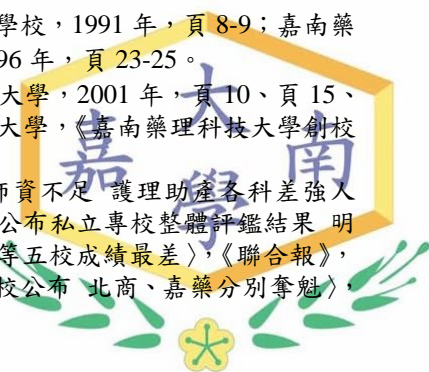 學校，1991 年，頁 8-9；嘉南藥
96 年，頁 23-25。
大學，2001 年，頁 10、頁 15、
大學，《嘉南藥理科技大學創校
師資不足 護理助產各科差強人
公布私立專校整體評鑑結果 明
等五校成績最差〉，《聯合報》，
校公布 北商、嘉藥分別奪魁〉，
嘉南大學